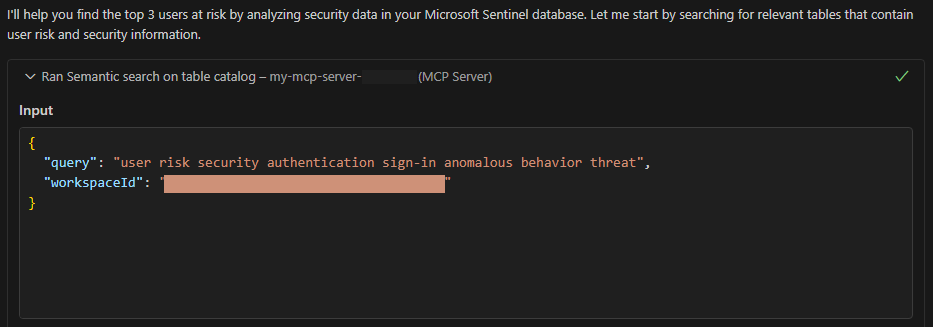 I'll help you find the top 3 users at risk by analyzing security data in your Microsoft Sentinel database. Let me start by searching for relevant tables that contain
user risk and security information.
Ran Semantic search on table catalog – my-mcp-server- (MCP Server)
Input
{
"query": "user risk security authentication sign-in anomalous behavior threat",
"workspaceId": " "
}